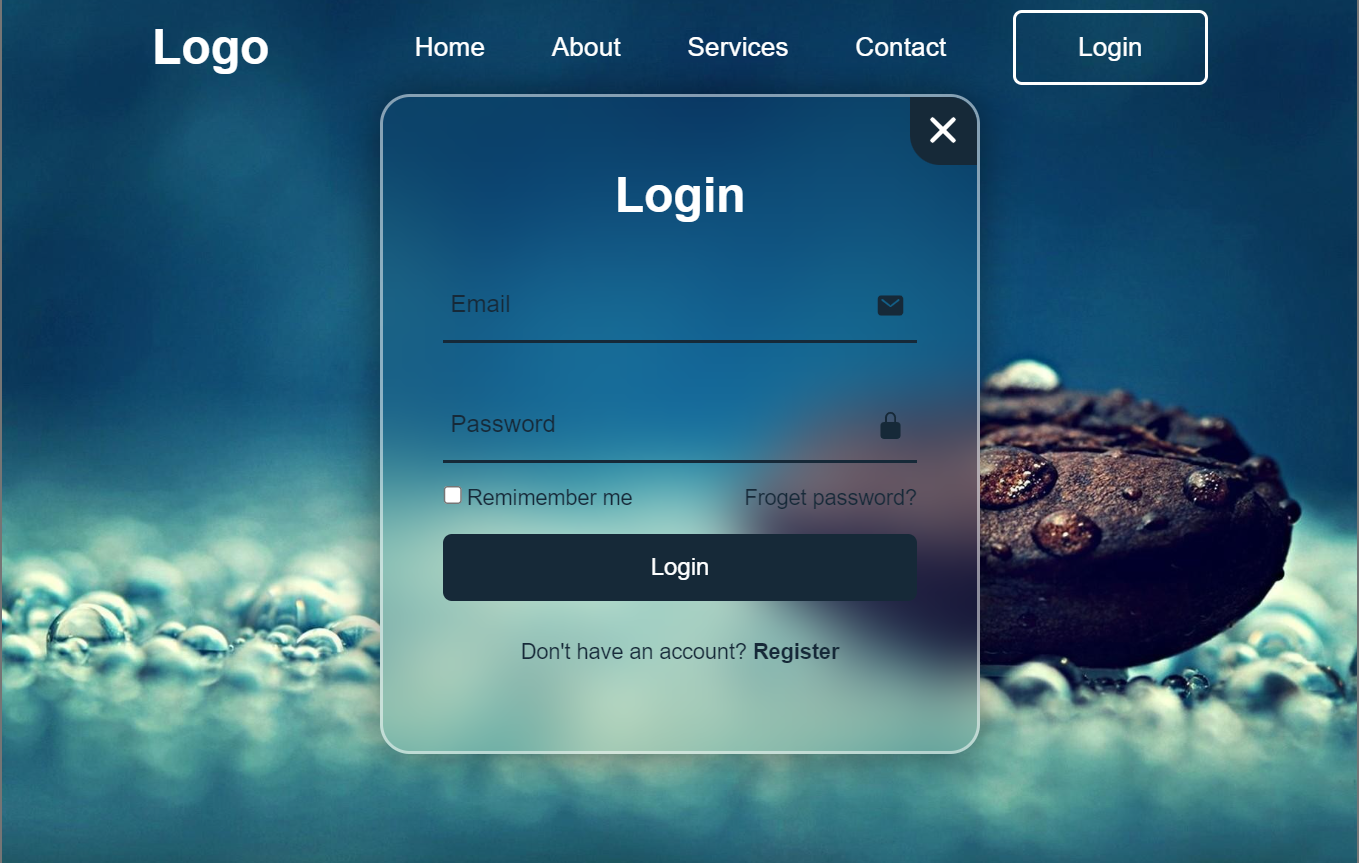 Logo Home About Services Contact Login
Login
Email
Password
Remimember me Froget password?
Login
Don't have an account? Register